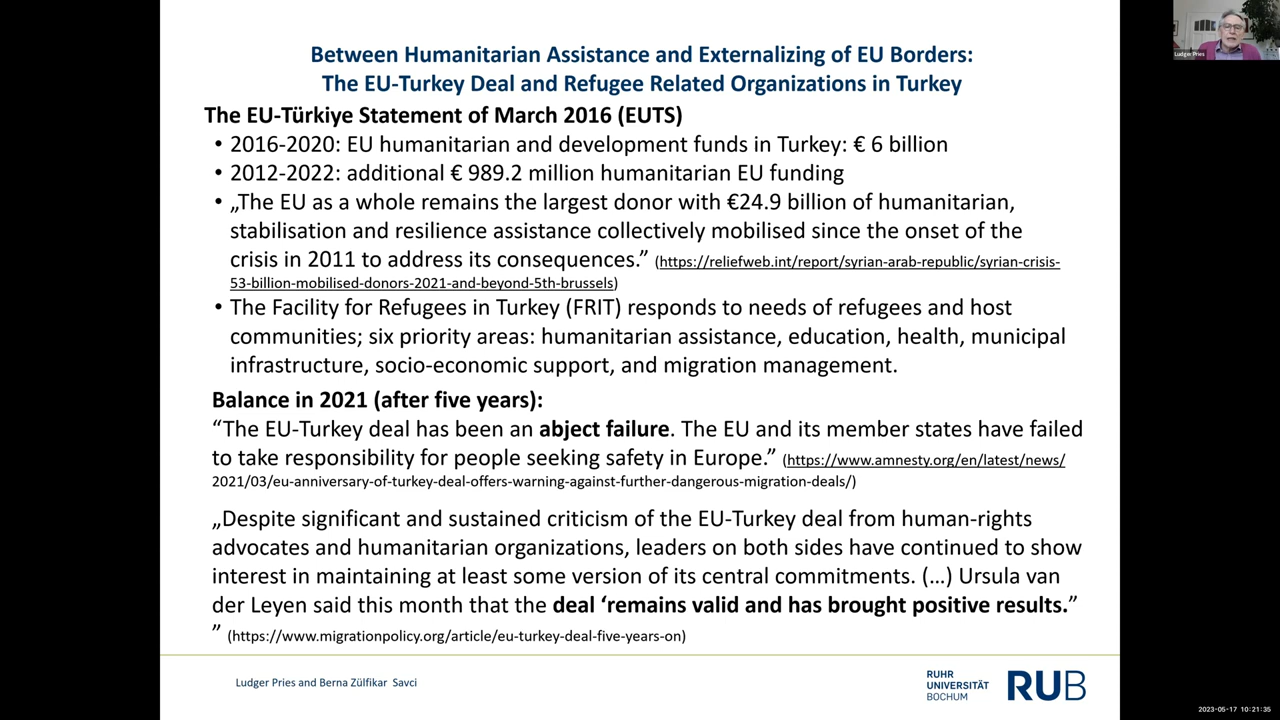 Between Humanitarian Assistance and Externalizing of EU Borders:
The EU-Turkey Deal and Refugee Related Organizations in Turkey
The EU-Türkiye Statement of March 2016 (EUTS)
• 2016-2020: EU humanitarian and development funds in Turkey: € 6 billion
• 2012-2022: additional € 989.2 million humanitarian EU funding
• „The EU as a whole remains the largest donor with €24.9 billion of humanitarian,
stabilisation and resilience assistance collectively mobilised since the onset of the
crisis in 2011 to address its consequences.” (https://reliefweb.int/report/syrian-arab-republic/syrian-crisis-
53-billion-mobilised-donors-2021-and-beyond-5th-brussels)
• The Facility for Refugees in Turkey (FRIT) responds to needs of refugees and host
communities; six priority areas: humanitarian assistance, education, health, municipal
infrastructure, socio-economic support, and migration management.
Balance in 2021 (after five years):
“The EU-Turkey deal has been an abject failure. The EU and its member states have failed
to take responsibility for people seeking safety in Europe.” (https://www.amnesty.org/en/latest/news/
2021/03/eu-anniversary-of-turkey-deal-offers-warning-against-further-dangerous-migration-deals/)
„Despite significant and sustained criticism of the EU-Turkey deal from human-rights
advocates and humanitarian organizations, leaders on both sides have continued to show
interest in maintaining at least some version of its central commitments. (…) Ursula van
der Leyen said this month that the deal ‘remains valid and has brought positive results.”
” (https://www.migrationpolicy.org/article/eu-turkey-deal-five-years-on)
Ludger Pries and Berna Zülfikar Savci
RUHR
UNIVERSITÄT
BOCHUM
RUB
Ludger Pries
2023-05-17 10:21:35